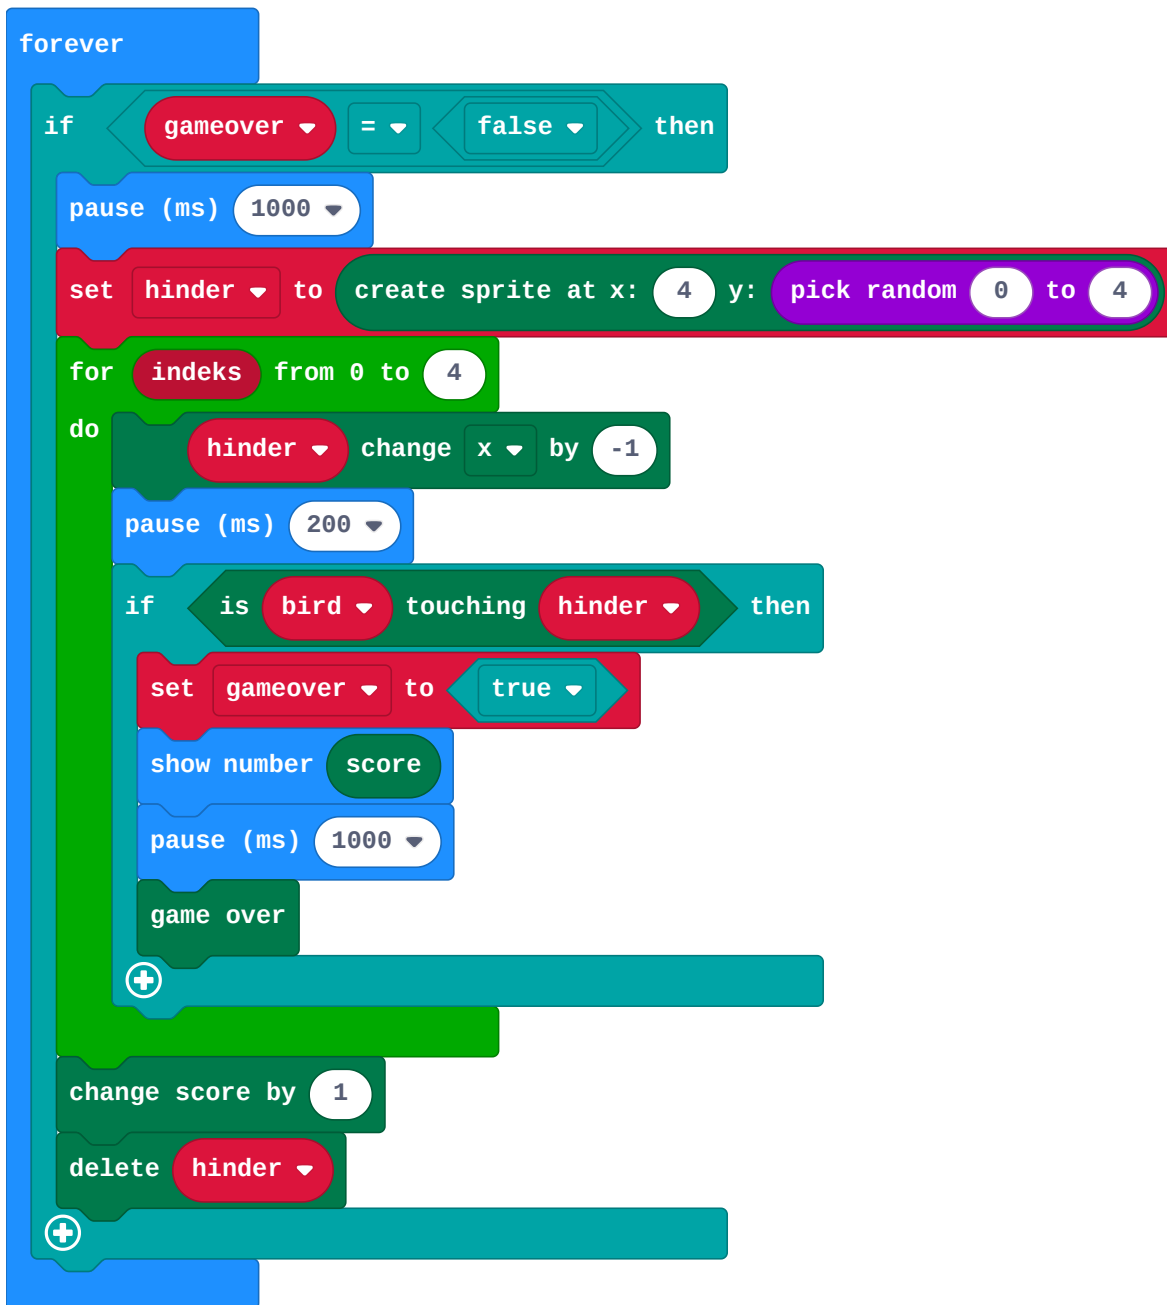 forever
if gameover = false then
pause (ms) 1000
set hinder to create sprite at x: 4 y: pick random 0 to 4
for indeks from 0 to 4
do
hinder change x by -1
pause (ms) 200
if is bird touching hinder then
set gameover to true
show number score
pause (ms) 1000
game over
change score by 1
delete hinder